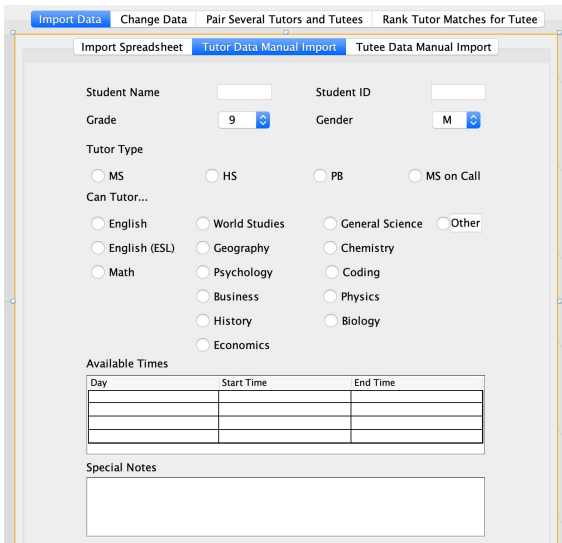 Import Data Change Data Pair Several Tutors and Tutees Rank Tutor Matches for Tutee
Import Spreadsheet Tutor Data Manual Import Tutee Data Manual Import
Student Name Student ID
Grade 9 Gender M
Tutor Type
MS HS PB MS on Call
Can Tutor...
English World Studies General Science Other
English (ESL) Geography Chemistry
Math Psychology Coding
Business Physics
History Biology
Economics
Available Times
Day Start Time End Time
Special Notes